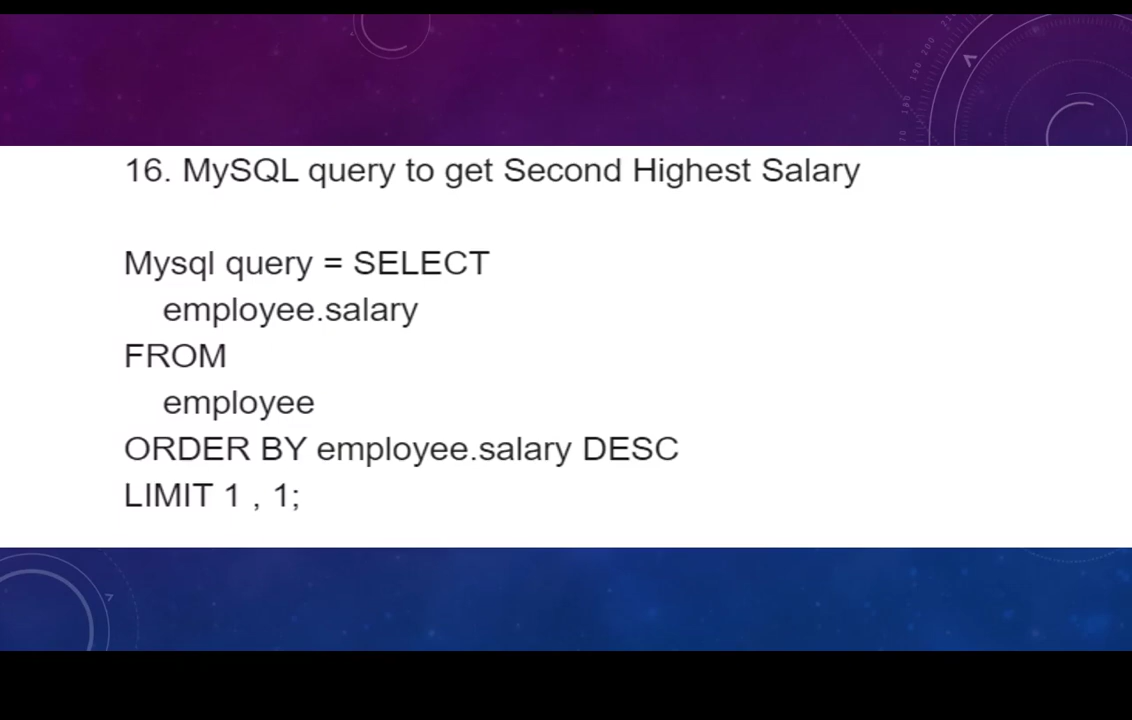 16. MySQL query to get Second Highest Salary
Mysql query = SELECT
employee.salary
FROM
employee
ORDER BY employee.salary DESC
LIMIT 1 , 1;